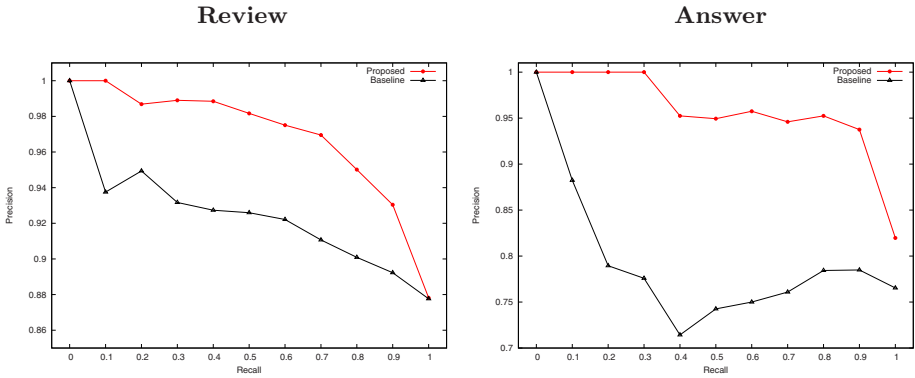 Review
Proposed
Baseline
1
0.98
0.96
0.94
0.92
0.9
0.88
0.86
Precision
0 0.1 0.2 0.3 0.4 0.5 0.6 0.7 0.8 0.9 1
Recall
Answer
Proposed
Baseline
1
0.95
0.9
0.85
0.8
0.75
0.7
Precision
0 0.1 0.2 0.3 0.4 0.5 0.6 0.7 0.8 0.9 1
Recall